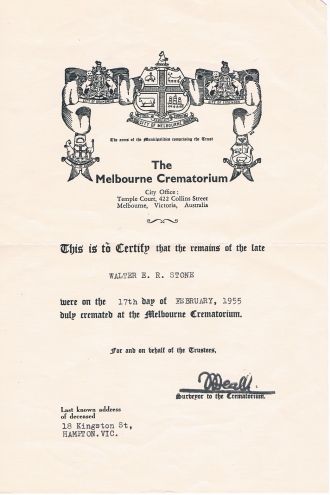 CITY OF MELBOURNE
The arms of the Municipalities comprising the Trust
The
Melbourne Crematorium
City Office:
Temple Court, 422 Collins Street
Melbourne, Victoria, Australia
This is to Certify that the remains of the late
WALTER E. R. STONE
were on the 17th day of FEBRUARY, 1955
duly cremated at the Melbourne Crematorium.
For and on behalf of the Trustees,
Surveyor to the Crematorium.
Last known address
of deceased
18 Kingston St,
HAMPTON.VIC.